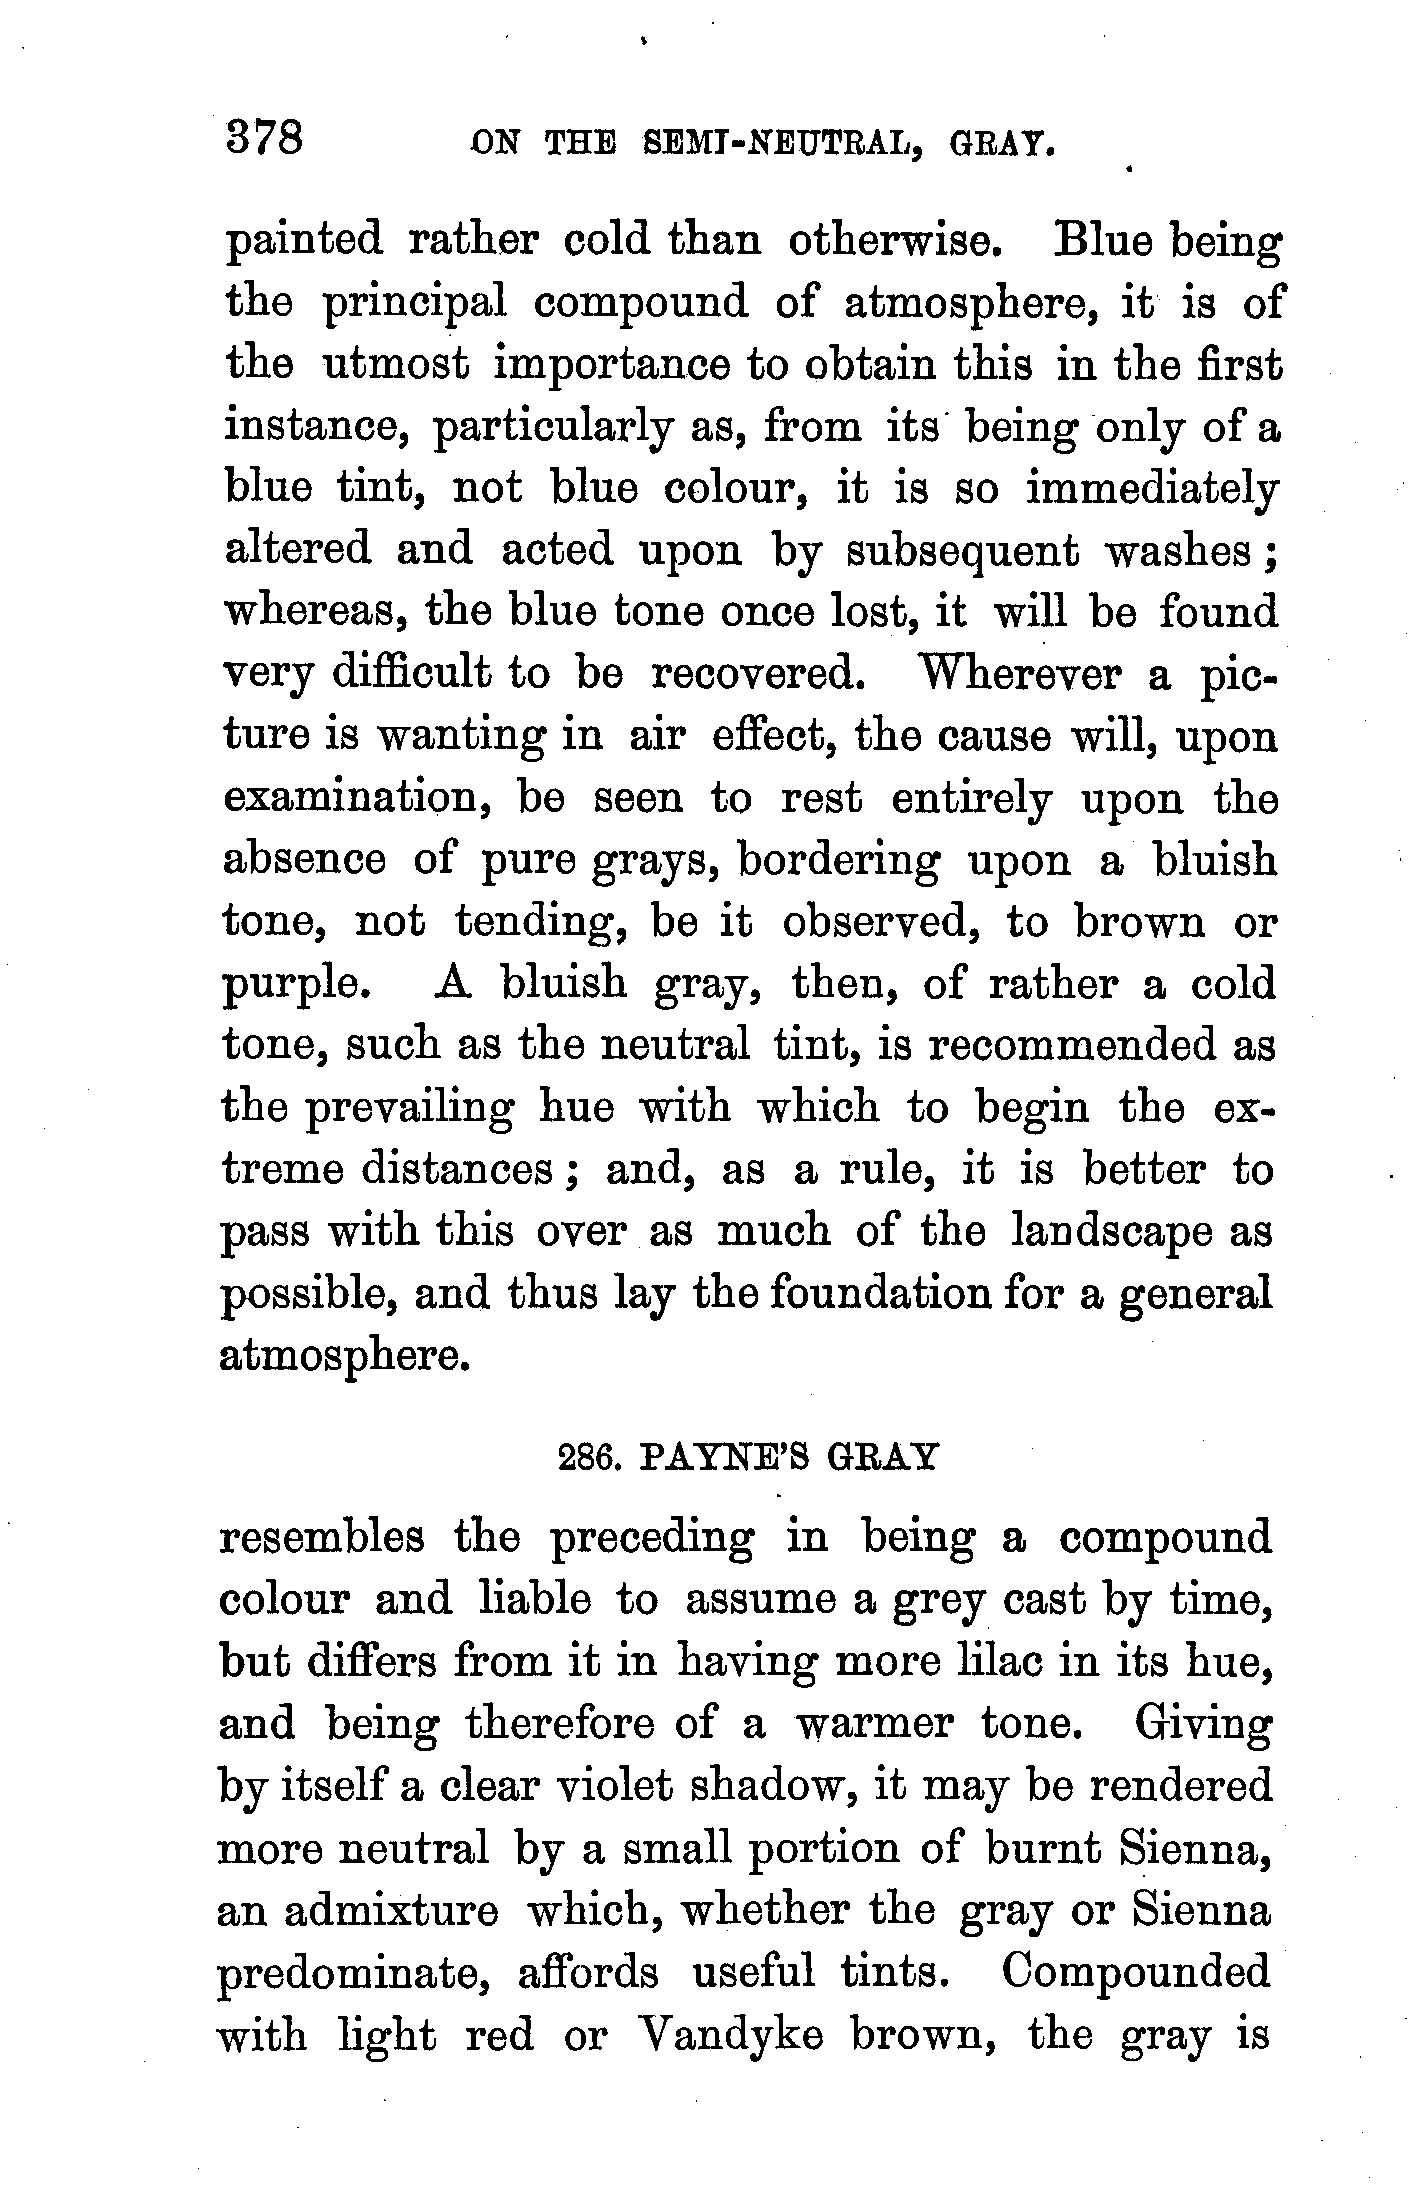 378 ON THE SEMI-NEUTRAL, GRAY.
painted rather cold than otherwise. Blue being
the principal compound of atmosphere, it is of
the utmost importance to obtain this in the first
instance, particularly as, from its being only of a
blue tint, not blue colour, it is so immediately
altered and acted upon by subsequent washes ;
whereas, the blue tone once lost, it will be found
very difficult to be recovered. Wherever a pic-
ture is wanting in air effect, the cause will, upon
examination, be seen to rest entirely upon the
absence of pure grays, bordering upon a bluish
tone, not tending, be it observed, to brown or
purple. A bluish gray, then, of rather a cold
tone, such as the neutral tint, is recommended as
the prevailing hue with which to begin the ex-
treme distances ; and, as a rule, it is better to
pass with this over as much of the landscape as
possible, and thus lay the foundation for a general
atmosphere.
286. PAYNE'S GRAY
resembles the preceding in being a compound
colour and liable to assume a grey cast by time,
but differs from it in having more lilac in its hue,
and being therefore of a warmer tone. Giving
by itself a clear violet shadow, it may be rendered
more neutral by a small portion of burnt Sienna,
an admixture which, whether the gray or Sienna
predominate, affords useful tints. Compounded
with light red or Vandyke brown, the gray is